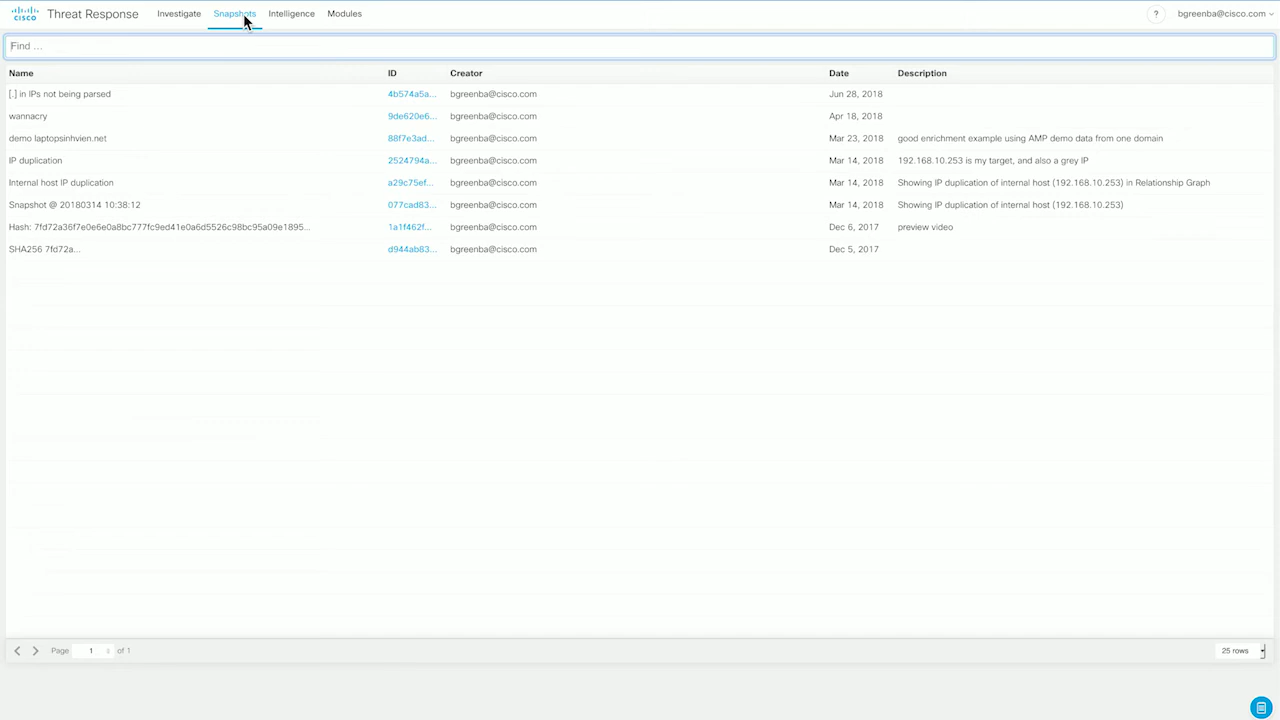 cisco Threat Response Investigate Snapshots Intelligence Modules ? bgreenba@cisco.com
Find ...
Name ID Creator Date Description
[.] in IPs not being parsed 4b574a5a... bgreenba@cisco.com Jun 28, 2018
wannacry 9de620e6... bgreenba@cisco.com Apr 18, 2018
demo laptopsinhvien.net 88f7e3ad... bgreenba@cisco.com Mar 23, 2018 good enrichment example using AMP demo data from one domain
IP duplication 2524794a... bgreenba@cisco.com Mar 14, 2018 192.168.10.253 is my target, and also a grey IP
Internal host IP duplication a29c75ef... bgreenba@cisco.com Mar 14, 2018 Showing IP duplication of internal host (192.168.10.253) in Relationship Graph
Snapshot @ 20180314 10:38:12 077cad83... bgreenba@cisco.com Mar 14, 2018 Showing IP duplication of internal host (192.168.10.253)
Hash: 7fd72a36f7e0e6e0a8bc777fc9ed41e0a6d5526c98bc95a09e1895... 1a1f462f... bgreenba@cisco.com Dec 6, 2017 preview video
SHA256 7fd72a... d944ab83... bgreenba@cisco.com Dec 5, 2017
Page 1 of 1 25 rows